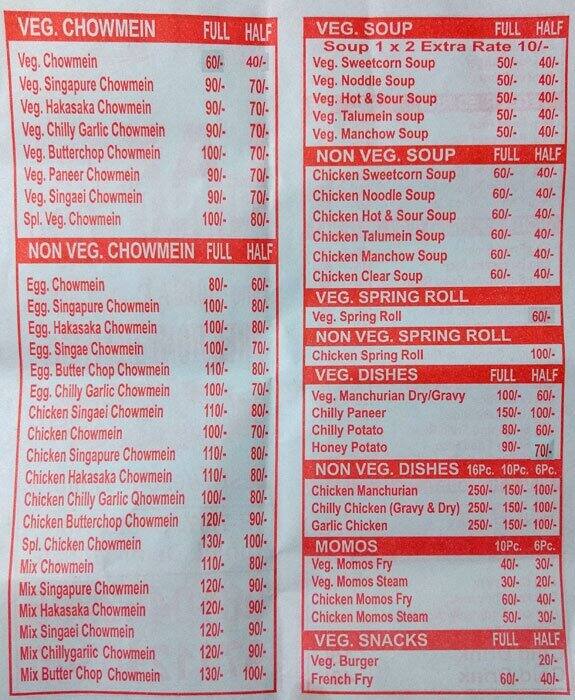 VEG. CHOWMEIN FULL HALF
Veg. Chowmein 60/- 40/-
Veg. Singapure Chowmein 90/- 70/-
Veg. Hakasaka Chowmein 90/- 70/-
Veg. Chilly Garlic Chowmein 90/- 70/-
Veg. Butterchop Chowmein 100/- 70/-
Veg. Paneer Chowmein 90/- 70/-
Veg. Singaei Chowmein 90/- 70/-
Spl. Veg. Chowmein 100/- 80/-
NON VEG. CHOWMEIN FULL HALF
Egg. Chowmein 80/- 60/-
Egg. Singapure Chowmein 100/- 80/-
Egg. Hakasaka Chowmein 100/- 80/-
Egg. Singae Chowmein 100/- 70/-
Egg. Butter Chop Chowmein 110/- 80/-
Egg. Chilly Garlic Chowmein 100/- 70/-
Chicken Singaei Chowmein 110/- 80/-
Chicken Chowmein 100/- 70/-
Chicken Singapure Chowmein 110/- 80/-
Chicken Hakasaka Chowmein 110/- 80/-
Chicken Chilly Garlic Qhowmein 100/- 80/-
Chicken Butterchop Chowmein 120/- 90/-
Spl. Chicken Chowmein 130/- 100/-
Mix Chowmein 110/- 80/-
Mix Singapure Chowmein 120/- 90/-
Mix Hakasaka Chowmein 120/- 90/-
Mix Singaei Chowmein 120/- 90/-
Mix Chillygarlic Chowmein 120/- 90/-
Mix Butter Chop Chowmein 130/- 100/-
VEG. SOUP FULL HALF
Soup 1 x 2 Extra Rate 10/-
Veg. Sweetcorn Soup 50/- 40/-
Veg. Noddle Soup 50/- 40/-
Veg. Hot & Sour Soup 50/- 40/-
Veg. Talumein soup 50/- 40/-
Veg. Manchow Soup 50/- 40/-
NON VEG. SOUP FULL HALF
Chicken Sweetcorn Soup 60/- 40/-
Chicken Noodle Soup 60/- 40/-
Chicken Hot & Sour Soup 60/- 40/-
Chicken Talumein Soup 60/- 40/-
Chicken Manchow Soup 60/- 40/-
Chicken Clear Soup 60/- 40/-
VEG. SPRING ROLL
Veg. Spring Roll 60/-
NON VEG. SPRING ROLL
Chicken Spring Roll 100/-
VEG. DISHES FULL HALF
Veg. Manchurian Dry/Gravy 100/- 60/-
Chilly Paneer 150/- 100/-
Chilly Potato 80/- 60/-
Honey Potato 90/- 70/-
NON VEG. DISHES 16Pc. 10Pc. 6Pc.
Chicken Manchurian 250/- 150/- 100/-
Chilly Chicken (Gravy & Dry) 250/- 150/- 100/-
Garlic Chicken 250/- 150/- 100/-
MOMOS 10Pc. 6Pc.
Veg. Momos Fry 40/- 30/-
Veg. Momos Steam 30/- 20/-
Chicken Momos Fry 60/- 40/-
Chicken Momos Steam 50/- 30/-
VEG. SNACKS FULL HALF
Veg. Burger 20/-
French Fry 60/- 40/-